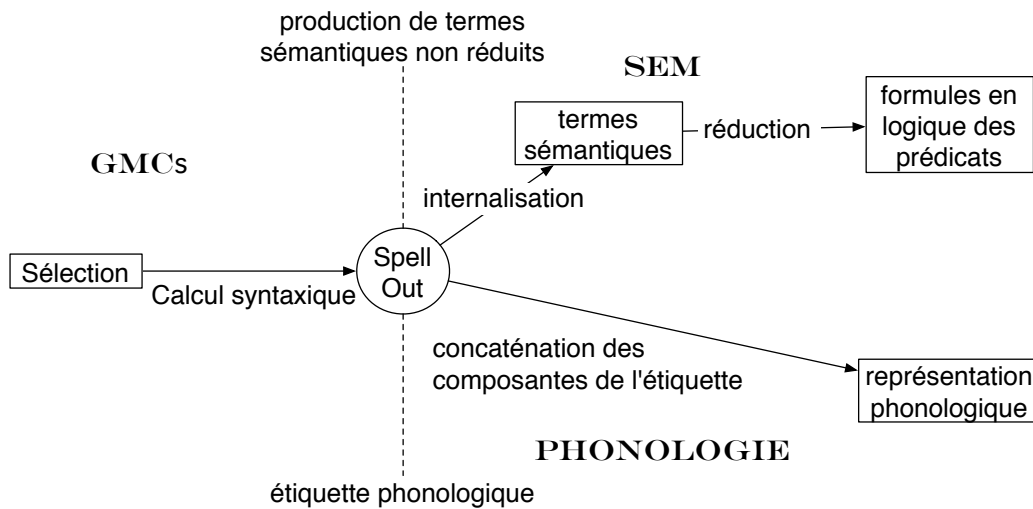 production de termes
sémantiques non réduits
SEM
formules en
logique des
prédicats
termes
sémantiques
réduction
GMCs
internalisation
Spell
Out
Sélection
Calcul syntaxique
concaténation des
composantes de l'étiquette
représentation
phonologique
PHONOLOGIE
étiquette phonologique